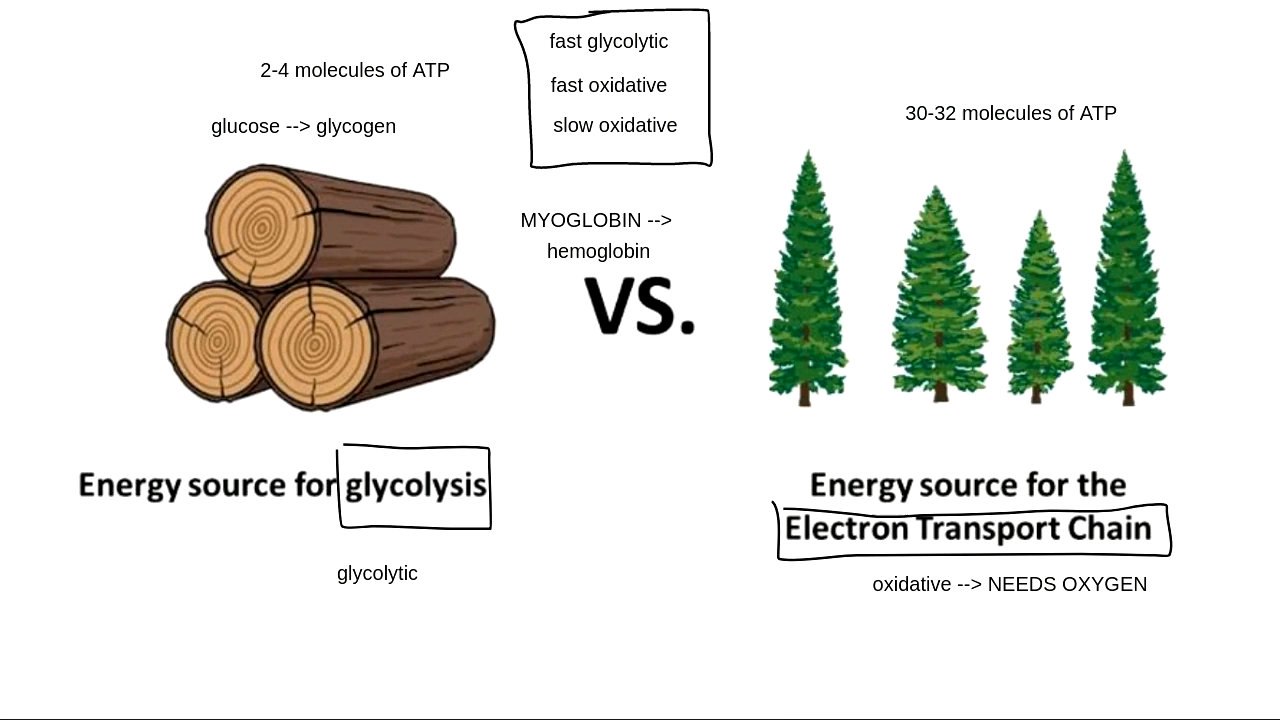 fast glycolytic
fast oxidative
slow oxidative
2-4 molecules of ATP
glucose --> glycogen
30-32 molecules of ATP
MYOGLOBIN -->
hemoglobin
VS.
Energy source for glycolysis
glycolytic
Energy source for the
Electron Transport Chain
oxidative --> NEEDS OXYGEN